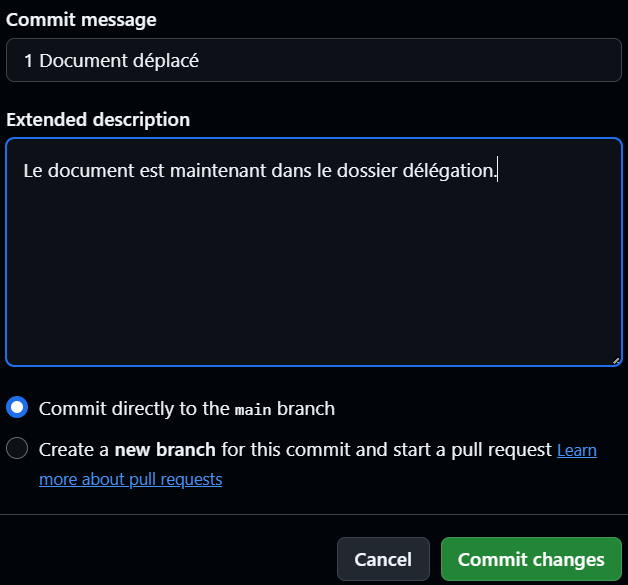 Commit message
1 Document déplacé
Extended description
Le document est maintenant dans le dossier délégation.
Commit directly to the main branch
Create a new branch for this commit and start a pull request Learn
more about pull requests
Cancel
Commit changes